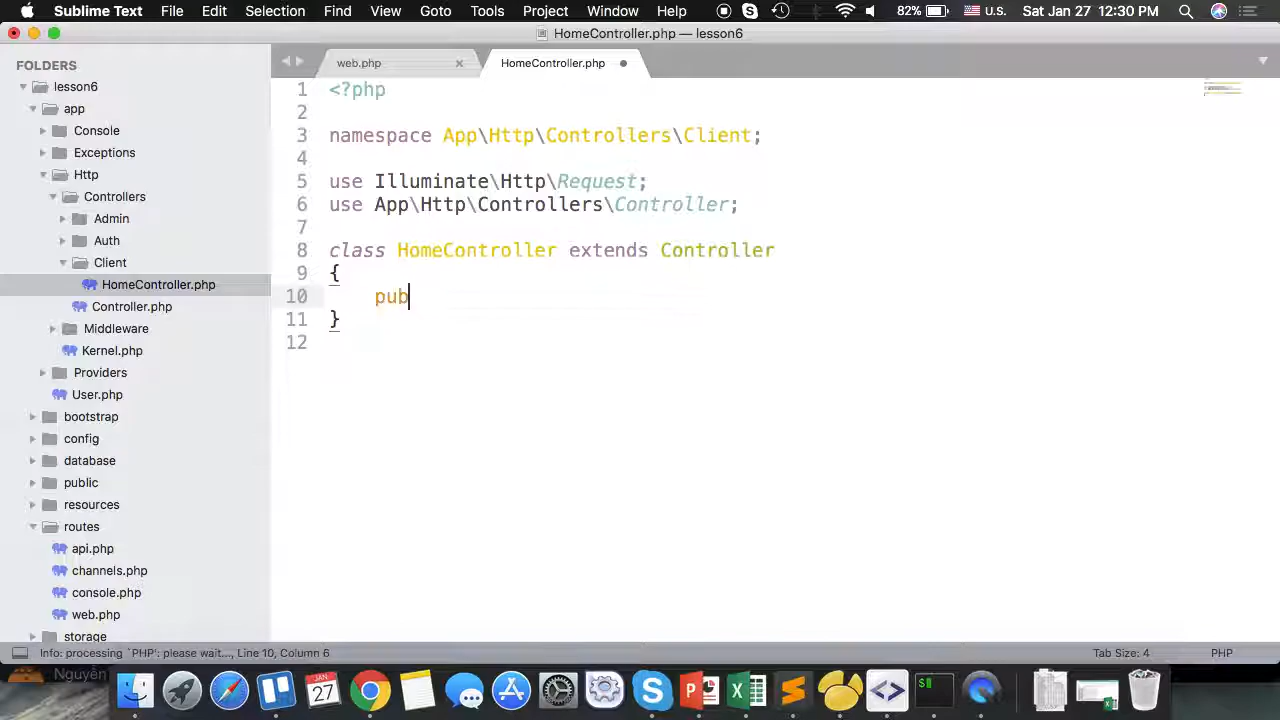 Sublime Text File Edit Selection Find View Goto Tools Project Window Help 82% U.S. Sat Jan 27 12:30 PM
HomeController.php — lesson6
FOLDERS
lesson6
app
Console
Exceptions
Http
Controllers
Admin
Auth
Client
HomeController.php
Controller.php
Middleware
Kernel.php
Providers
User.php
bootstrap
config
database
public
resources
routes
api.php
channels.php
console.php
web.php
storage
web.php HomeController.php
1 <?php
2
3 namespace App\Http\Controllers\Client;
4
5 use Illuminate\Http\Request;
6 use App\Http\Controllers\Controller;
7
8 class HomeController extends Controller
9 {
10 pub
11 }
12
Info: processing `PHP': please wait..., Line 10, Column 6 Tab Size: 4 PHP
Nguyễn
JAN
27